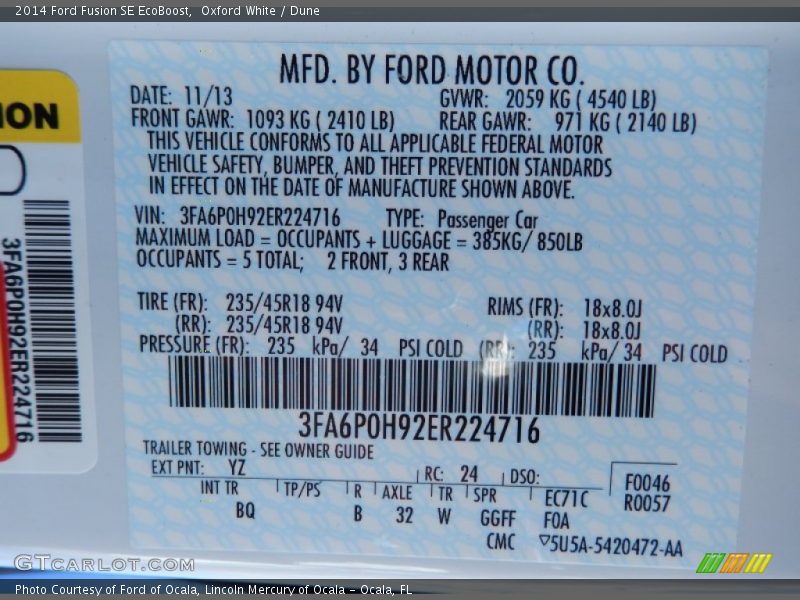 2014 Ford Fusion SE EcoBoost,  Oxford White / Dune
MFD. BY FORD MOTOR CO.
DATE: 11/13 GVWR: 2059 KG ( 4540 LB)
FRONT GAWR: 1093 KG ( 2410 LB) REAR GAWR: 971 KG ( 2140 LB)
THIS VEHICLE CONFORMS TO ALL APPLICABLE FEDERAL MOTOR
VEHICLE SAFETY, BUMPER, AND THEFT PREVENTION STANDARDS
IN EFFECT ON THE DATE OF MANUFACTURE SHOWN ABOVE.
VIN: 3FA6P0H92ER224716 TYPE: Passenger Car
MAXIMUM LOAD = OCCUPANTS + LUGGAGE = 385KG/ 850LB
OCCUPANTS = 5 TOTAL; 2 FRONT, 3 REAR
TIRE (FR): 235/45R18 94V RIMS (FR): 18x8.0J
(RR): 235/45R18 94V (RR): 18x8.0J
PRESSURE (FR): 235 kPa/ 34 PSI COLD (RR): 235 kPa/ 34 PSI COLD
3FA6P0H92ER224716
TRAILER TOWING - SEE OWNER GUIDE
EXT PNT: YZ RC: 24 DSO: F0046
INT TR TP/PS R AXLE TR SPR EC71C R0057
BQ B 32 W GGFF F0A
CMC ▽5U5A-5420472-AA
ION
3FA6P0H92ER224716
GTCARLOT.COM
Photo Courtesy of Ford of Ocala, Lincoln Mercury of Ocala – Ocala, FL